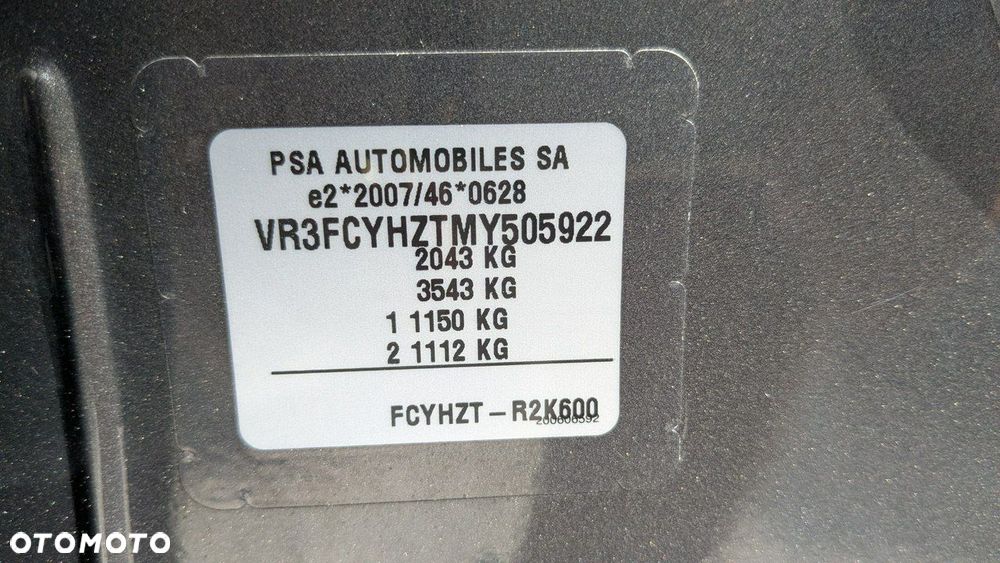 PSA AUTOMOBILES SA
e2*2007/46*0628
VR3FCYHZTMY505922
2043 KG
3543 KG
1 1150 KG
2 1112 KG
FCYHZT – R2K600
OTOMOTO